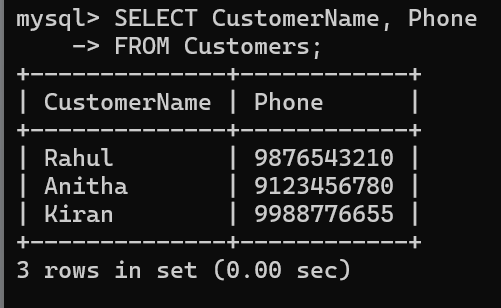 mysql> SELECT CustomerName, Phone
    -> FROM Customers;
+--------------+------------+
| CustomerName | Phone      |
+--------------+------------+
| Rahul        | 9876543210 |
| Anitha       | 9123456780 |
| Kiran        | 9988776655 |
+--------------+------------+
3 rows in set (0.00 sec)